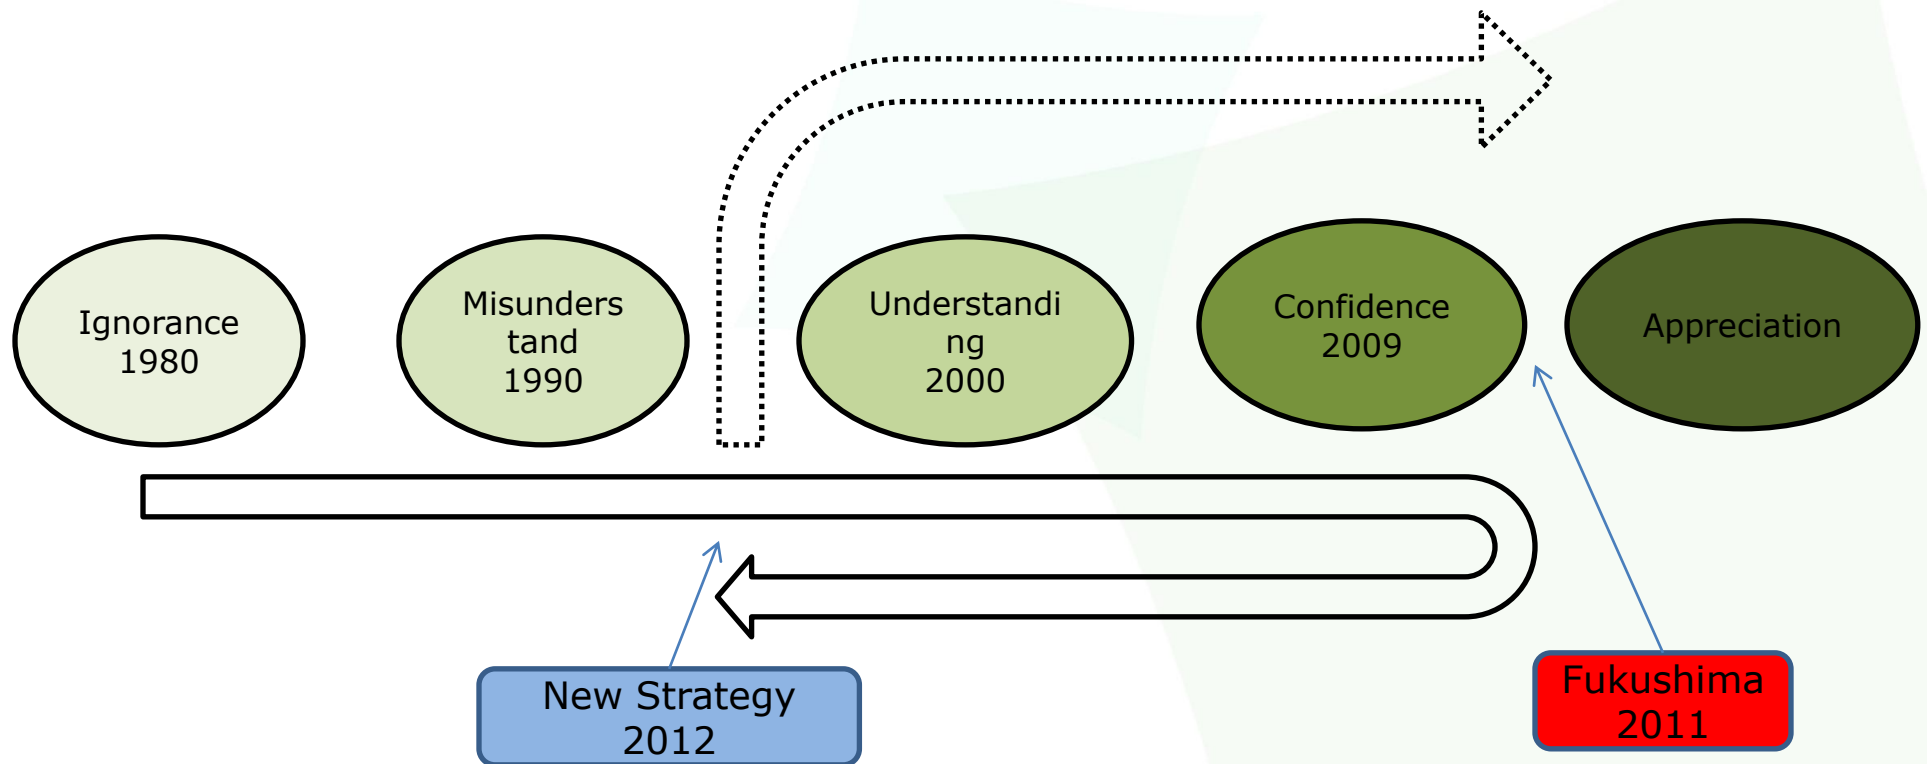 Ignorance
1980
Misunders
tand
1990
Understandi
ng
2000
Confidence
2009
Appreciation
New Strategy
2012
Fukushima
2011